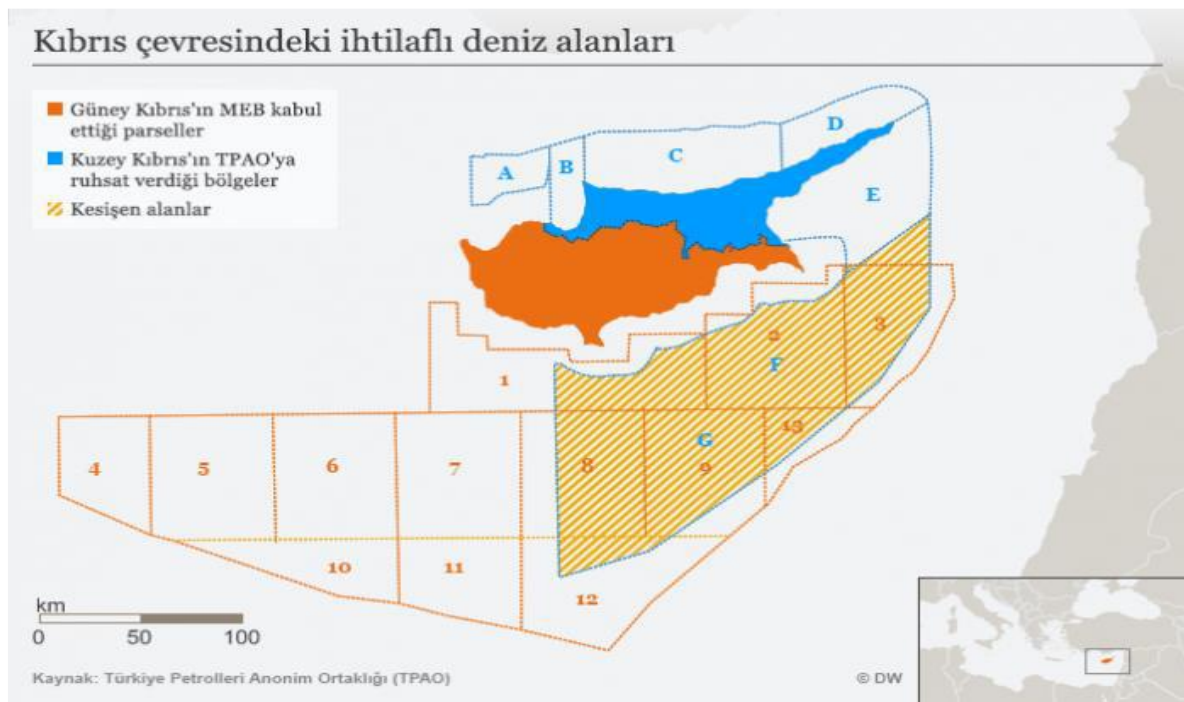 Kıbrıs çevresindeki ihtilaflı deniz alanları
Güney Kıbrıs'ın MEB kabul
ettiği parseller
Kuzey Kıbrıs'ın TPAO'ya
ruhsat verdiği bölgeler
Kesişen alanlar
A
B
C
D
E
1
2
3
F
4
5
6
7
8
G
9
13
10
11
12
km
0
50
100
Kaynak: Türkiye Petrolleri Anonim Ortaklığı (TPAO)
© DW